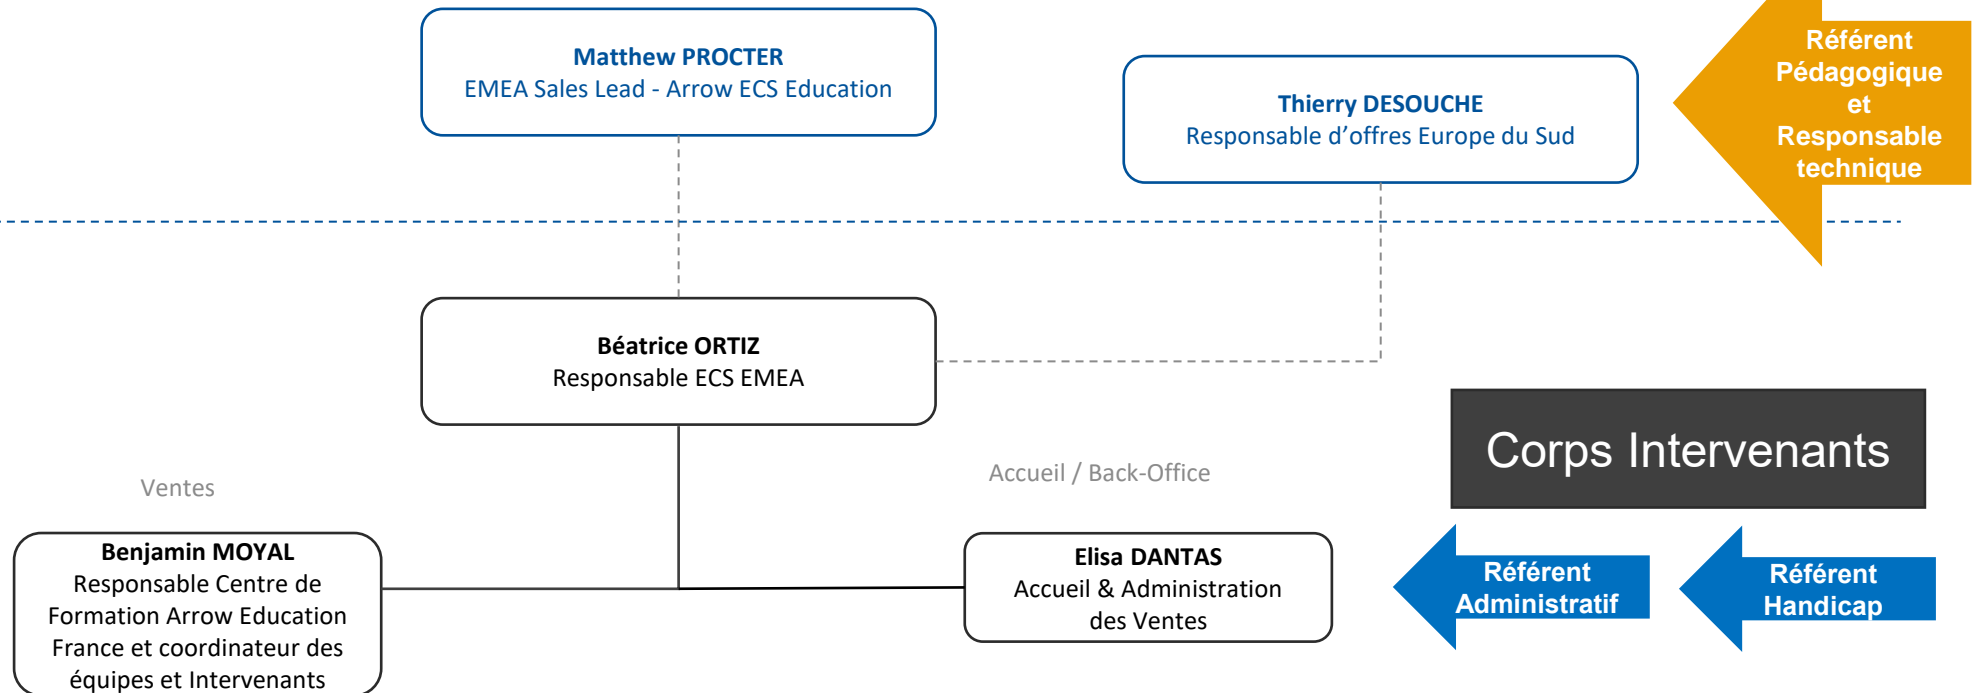 Matthew PROCTER
EMEA Sales Lead - Arrow ECS Education
Thierry DESOUCHE
Responsable d’offres Europe du Sud
Référent
Pédagogique
et
Responsable
technique
Béatrice ORTIZ
Responsable ECS EMEA
Corps Intervenants
Ventes
Accueil / Back-Office
Benjamin MOYAL
Responsable Centre de
Formation Arrow Education
France et coordinateur des
équipes et Intervenants
Elisa DANTAS
Accueil & Administration
des Ventes
Référent
Administratif
Référent
Handicap